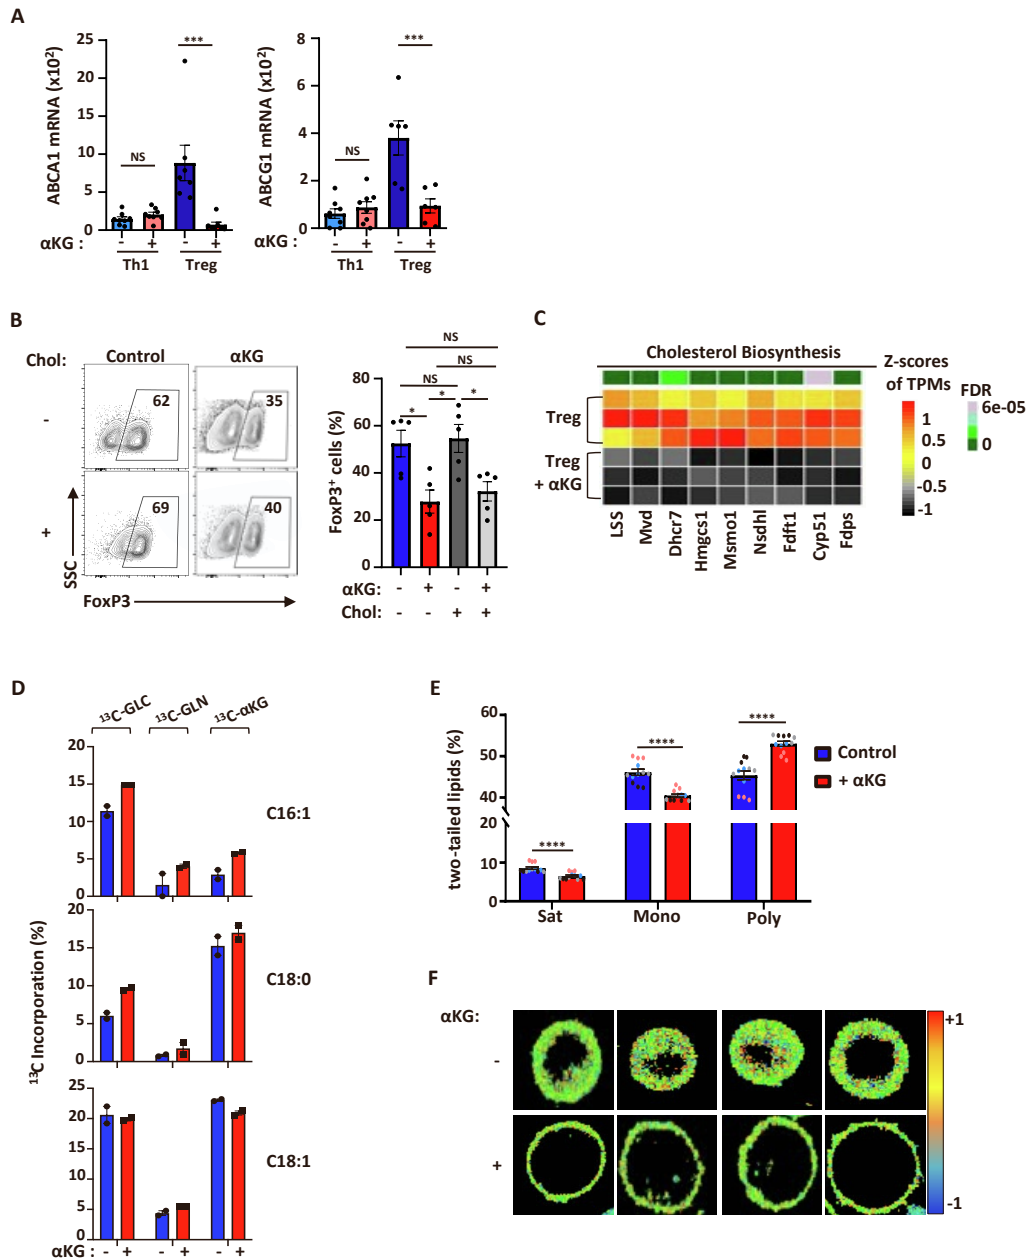 A
ABCA1 mRNA (x10²)
25
20
15
10
5
0
***
NS
αKG :
- + - +
Th1 Treg
ABCG1 mRNA (x10²)
8
6
4
2
0
***
NS
αKG :
- + - +
Th1 Treg
B
Chol: Control αKG
- 62 35
+ 69 40
SSC
FoxP3
FoxP3⁺ cells (%)
80
60
40
20
0
NS
NS
NS
* * *
αKG: - + - +
Chol: - - + +
C
Cholesterol Biosynthesis
Treg
Treg
+ αKG
LSS Mvd Dhcr7 Hmgcs1 Msmo1 Nsdhl Fdft1 Cyp51 Fdps
Z-scores
of TPMs
1
0.5
0
-0.5
-1
FDR
6e-05
0
D
¹³C-GLC ¹³C-GLN ¹³C-αKG
¹³C Incorporation (%)
20
15
10
5
0
C16:1
20
15
10
5
0
C18:0
25
20
15
10
5
0
C18:1
αKG : - + - + - +
E
two-tailed lipids (%)
60
50
40
20
10
0
**** **** ****
Sat Mono Poly
Control
+ αKG
F
αKG:
-
+
+1
-1